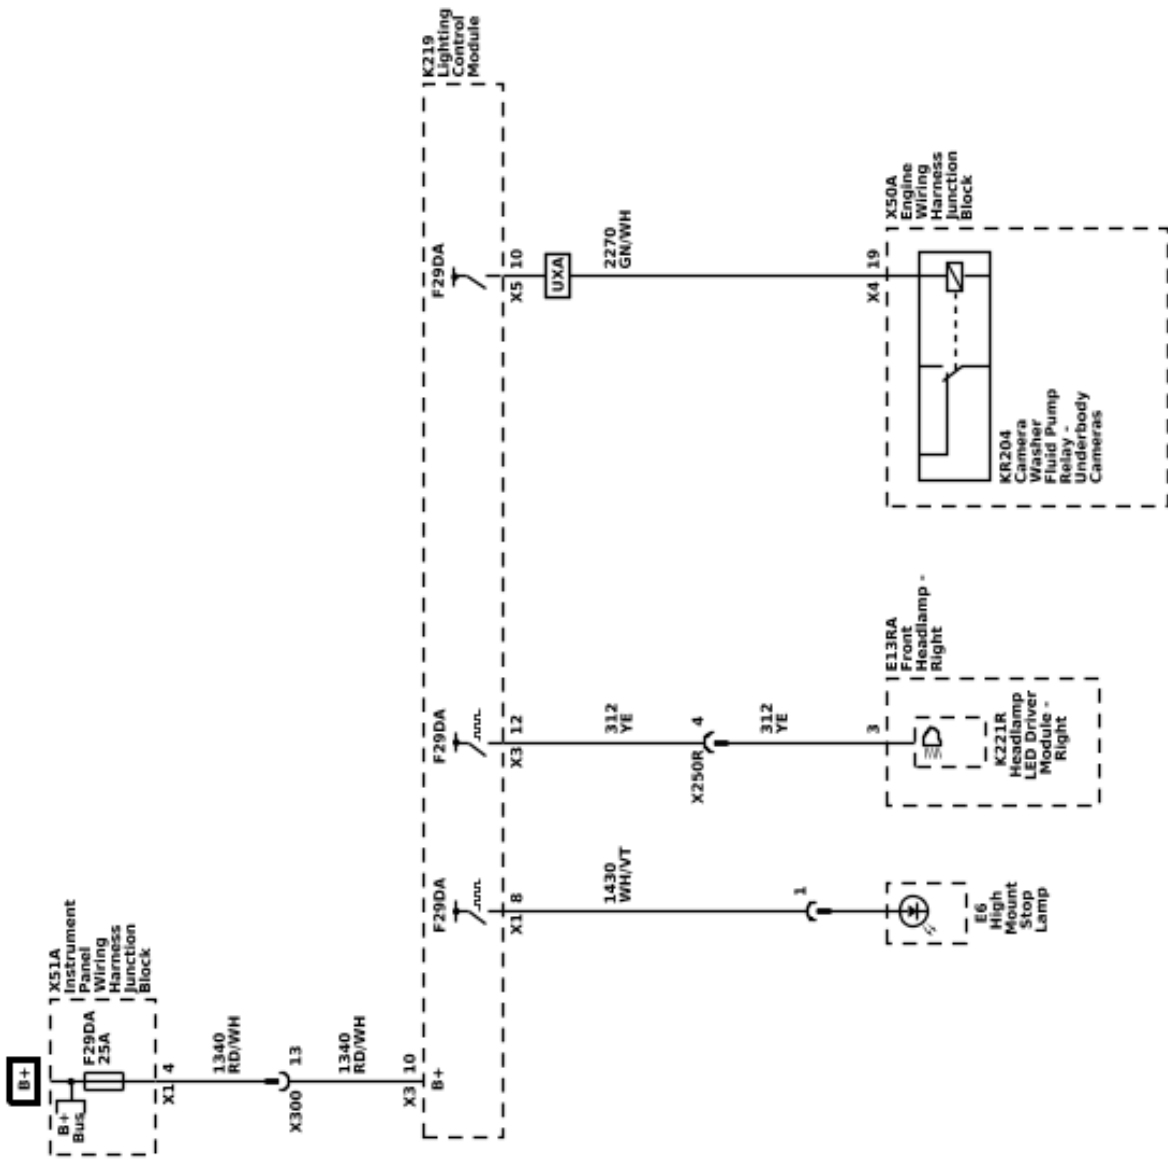 B+
B+
Bus
F29DA
25A
X51A
Instrument
Panel
Wiring
Harness
Junction
Block
X1 4
1340
RD/WH
X300 13
1340
RD/WH
X3 10
B+
K219
Lighting
Control
Module
F29DA
X1 8
1430
WH/VT
1
E6
High
Mount
Stop
Lamp
F29DA
X3 12
312
YE
X250R 4
312
YE
3
E13RA
Front
Headlamp -
Right
K221R
Headlamp
LED Driver
Module -
Right
F29DA
X5 10
UXA
2270
GN/WH
X4 19
X50A
Engine
Wiring
Harness
Junction
Block
KR204
Camera
Washer
Fluid Pump
Relay -
Underbody
Cameras